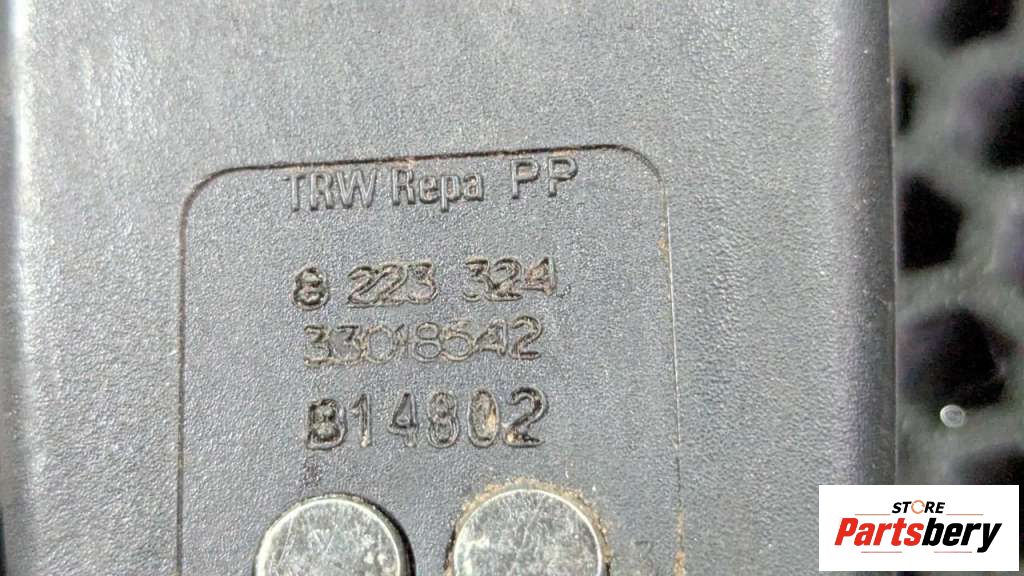 TRW Repa PP
8 223 324
33018542
B14802
STORE
Partsbery